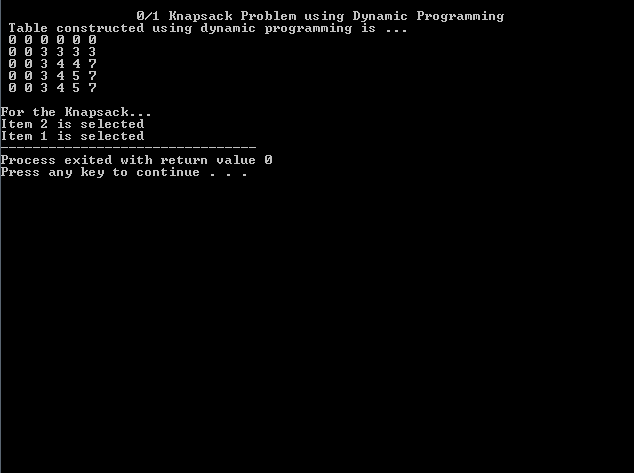 0/1 Knapsack Problem using Dynamic Programming
Table constructed using dynamic programming is ...
0 0 0 0 0 0
0 0 3 3 3 3
0 0 3 4 4 7
0 0 3 4 5 7
0 0 3 4 5 7
For the Knapsack...
Item 2 is selected
Item 1 is selected
--------------------------------
Process exited with return value 0
Press any key to continue . . .